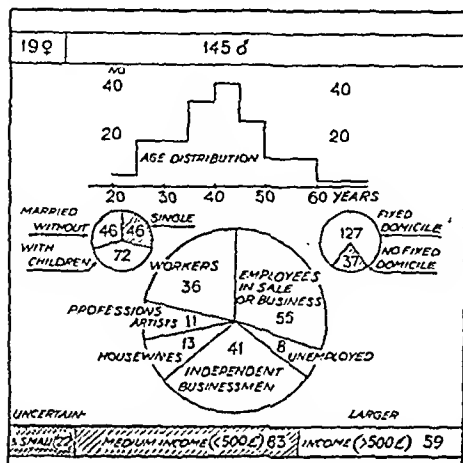 19♀ 145♂
NO
40 40
20 20
AGE DISTRIBUTION
20 30 40 50 60 YEARS
MARRIED
WITHOUT
WITH
CHILDREN
46 46
72
SINGLE
127
37
FIXED
DOMICILE
NO FIXED
DOMICILE
WORKERS
36
EMPLOYEES
IN SALE
OR BUSINESS
55
PROFESSIONS
ARTISTS
11
HOUSEWIVES
13
41
INDEPENDENT
BUSINESSMEN
8
UNEMPLOYED
UNCERTAIN- LARGER
SMALL MEDIUM INCOME (<500£) 63 INCOME (>500£) 59